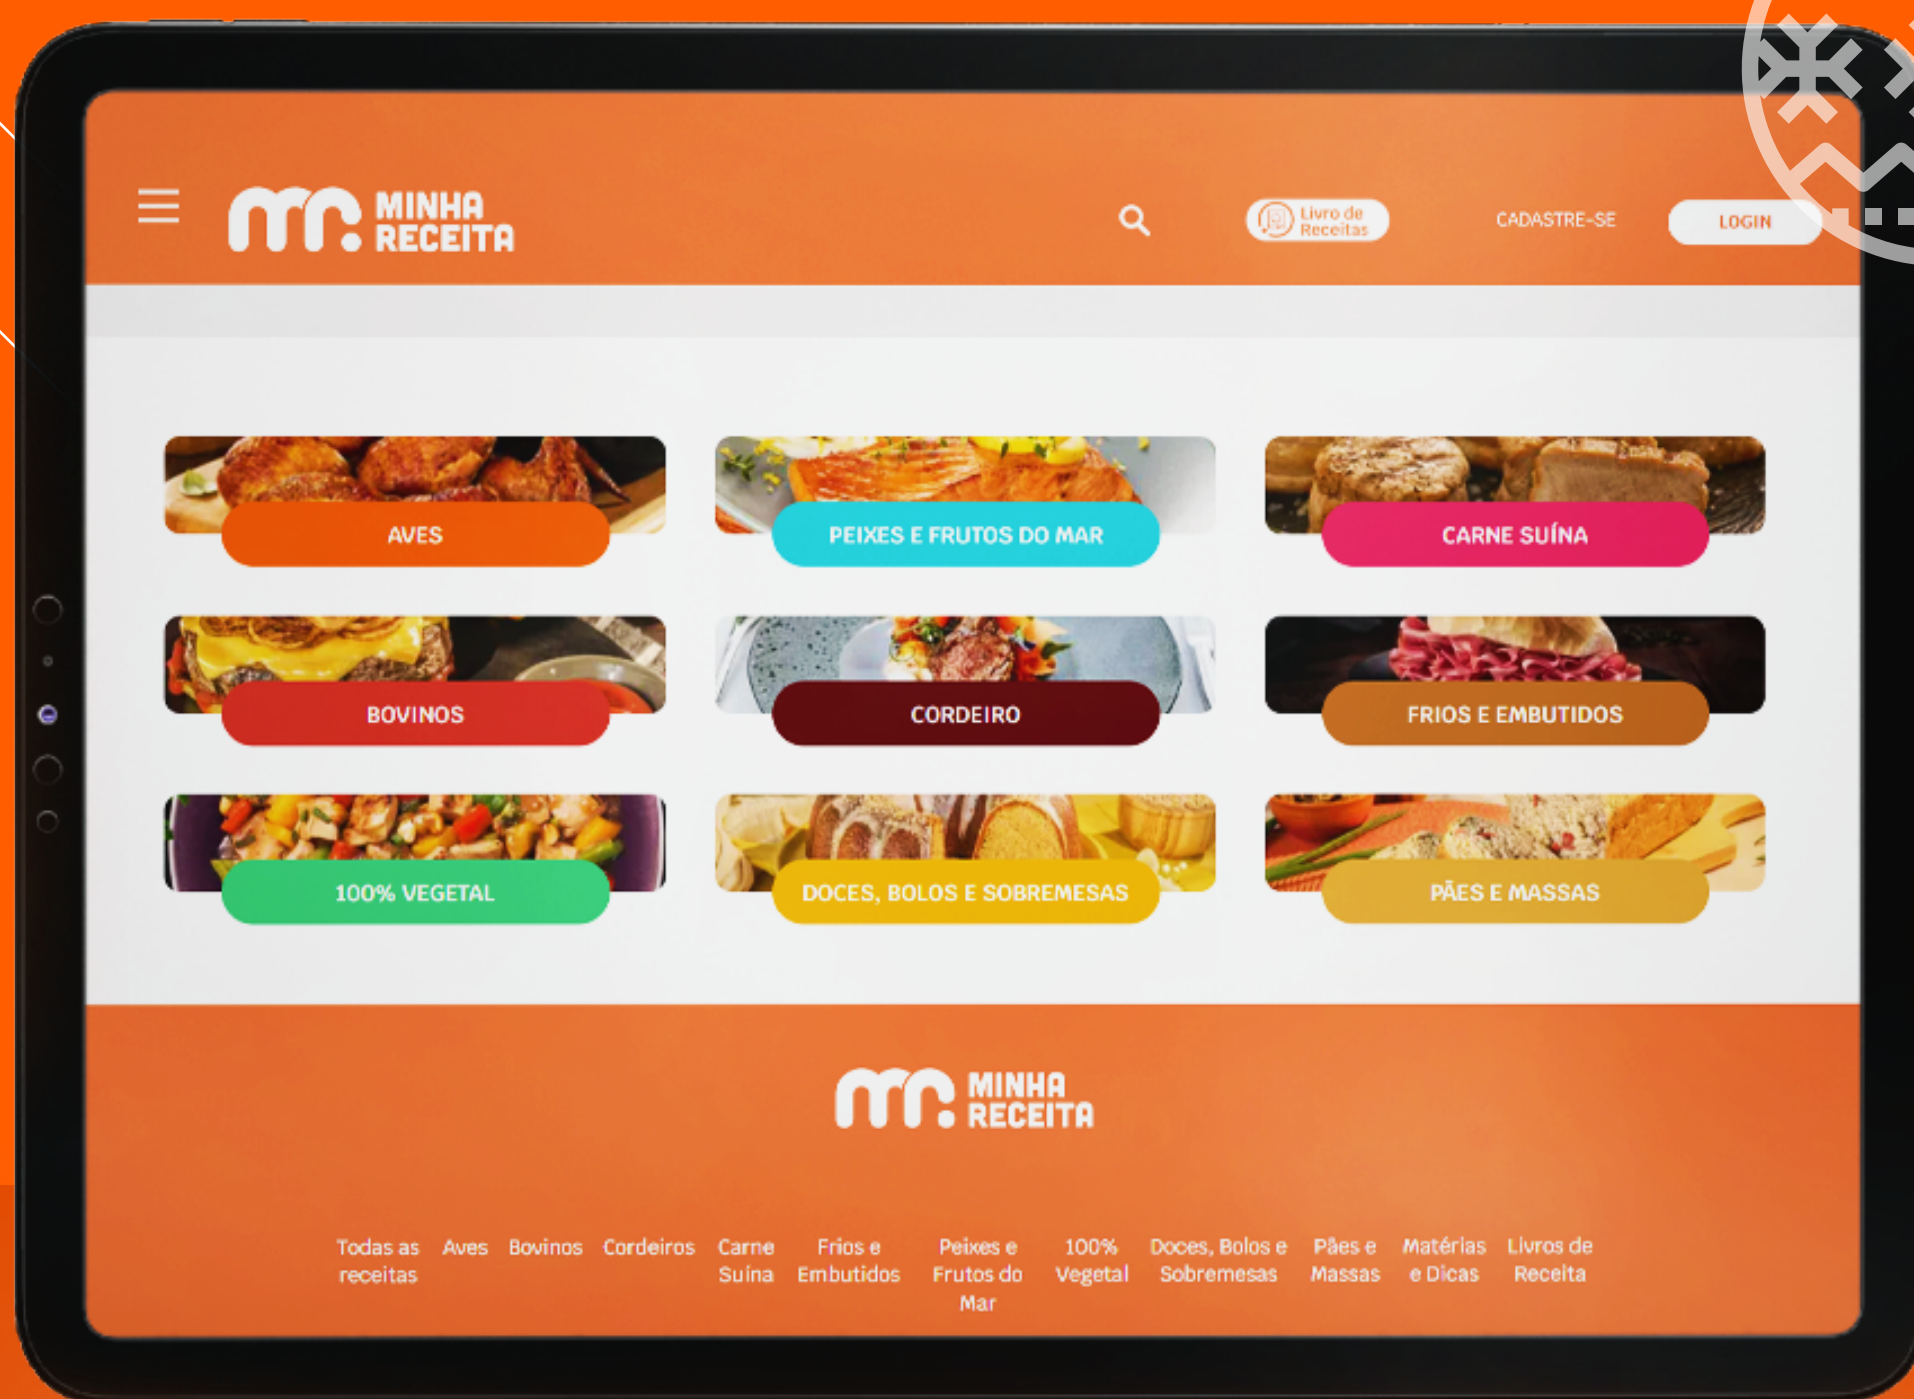 mr. MINHA
RECEITA
Livro de
Receitas
CADASTRE-SE
LOGIN
AVES
PEIXES E FRUTOS DO MAR
CARNE SUÍNA
BOVINOS
CORDEIRO
FRIOS E EMBUTIDOS
100% VEGETAL
DOCES, BOLOS E SOBREMESAS
PÃES E MASSAS
mr. MINHA
RECEITA
Todas as
receitas
Aves
Bovinos
Cordeiros
Carne
Suína
Frios e
Embutidos
Peixes e
Frutos do
Mar
100%
Vegetal
Doces, Bolos e
Sobremesas
Pães e
Massas
Matérias
e Dicas
Livros de
Receita